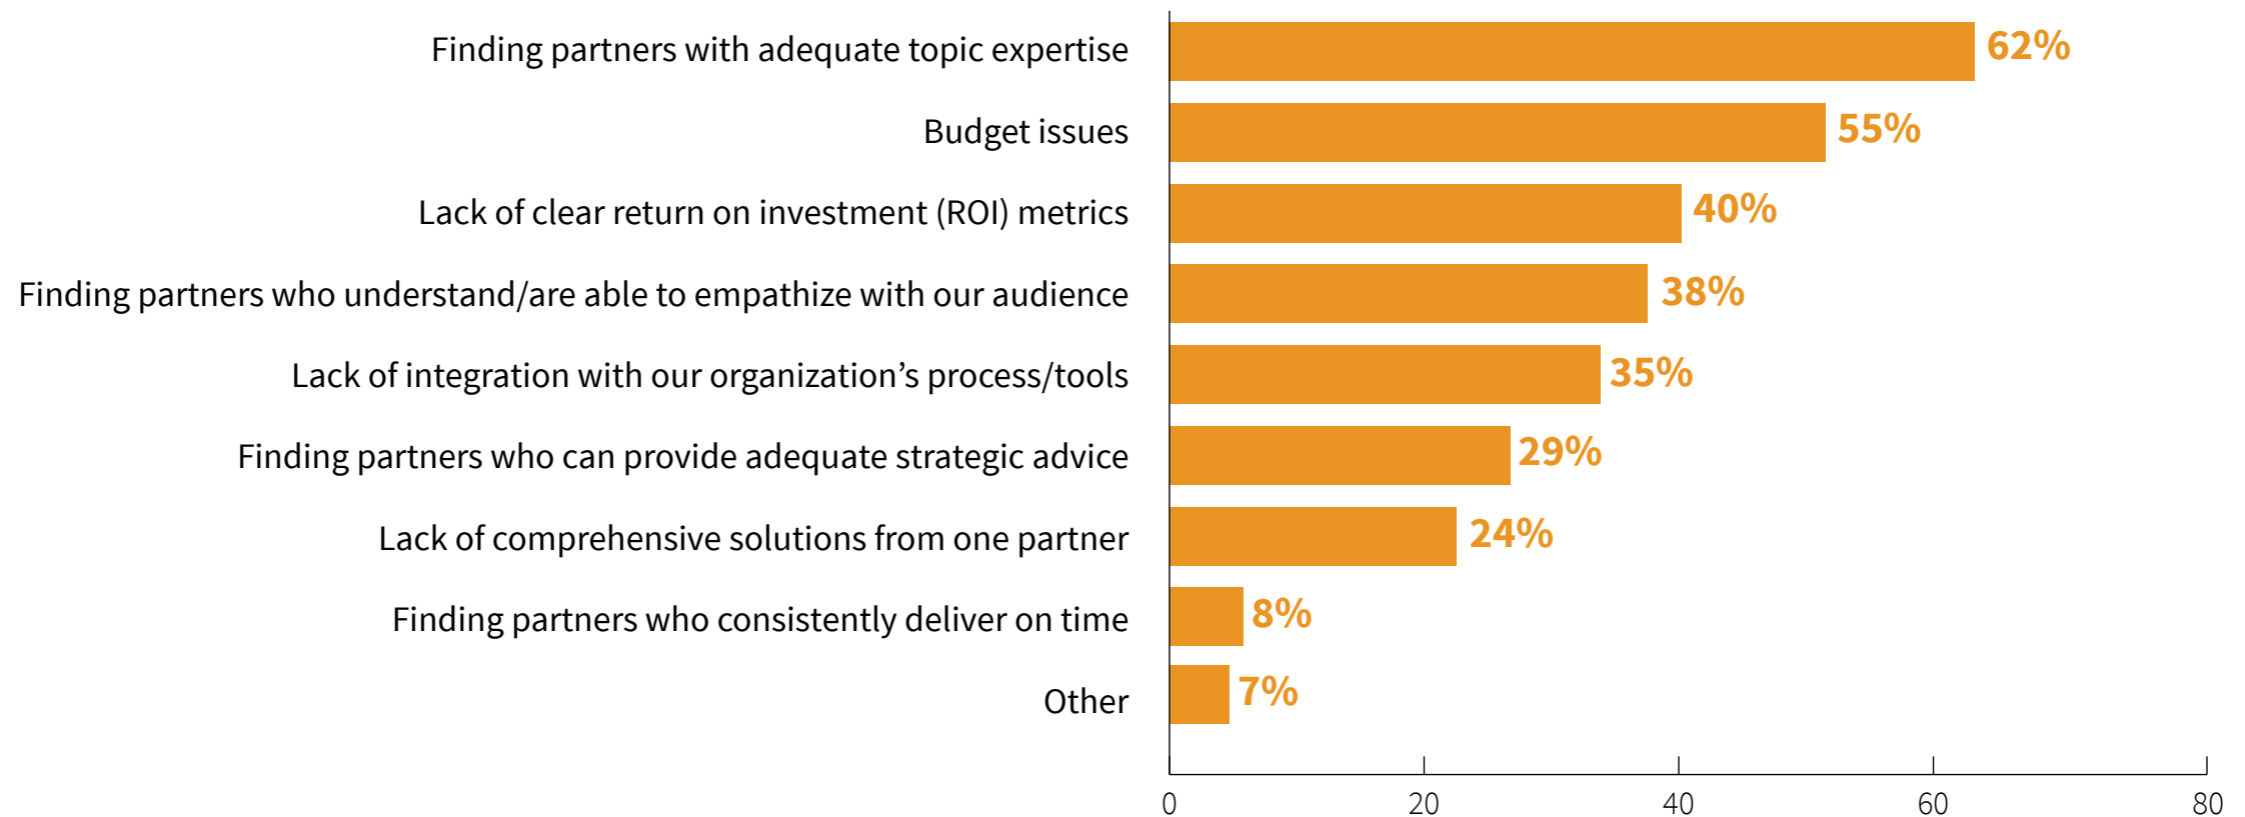 Finding partners with adequate topic expertise 62%
Budget issues 55%
Lack of clear return on investment (ROI) metrics 40%
Finding partners who understand/are able to empathize with our audience 38%
Lack of integration with our organization’s process/tools 35%
Finding partners who can provide adequate strategic advice 29%
Lack of comprehensive solutions from one partner 24%
Finding partners who consistently deliver on time 8%
Other 7%
0 20 40 60 80